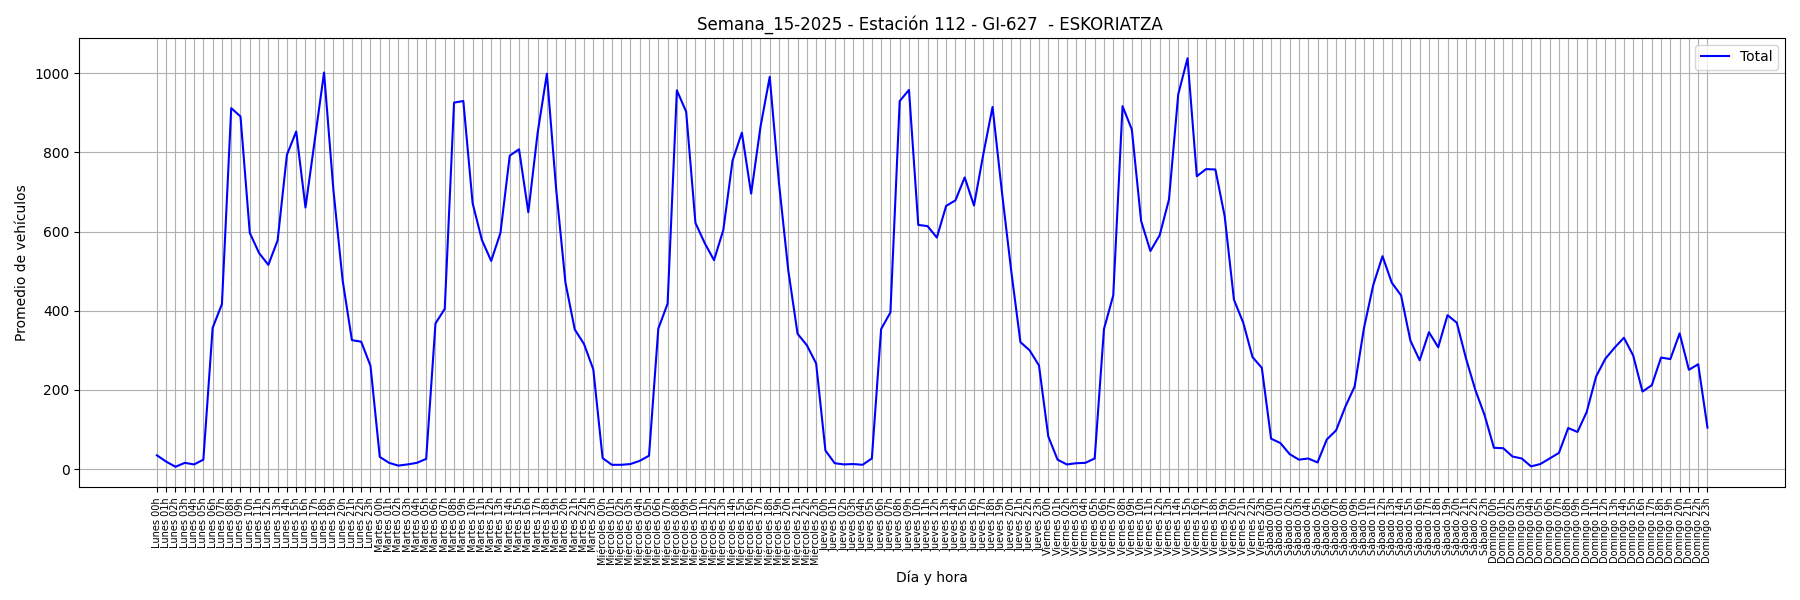 Semana_15-2025 - Estación 112 - GI-627  - ESKORIATZA
Total
Promedio de vehículos
1000
800
600
400
200
0
Lunes 00h
Lunes 01h
Lunes 02h
Lunes 03h
Lunes 04h
Lunes 05h
Lunes 06h
Lunes 07h
Lunes 08h
Lunes 09h
Lunes 10h
Lunes 11h
Lunes 12h
Lunes 13h
Lunes 14h
Lunes 15h
Lunes 16h
Lunes 17h
Lunes 18h
Lunes 19h
Lunes 20h
Lunes 21h
Lunes 22h
Lunes 23h
Martes 00h
Martes 01h
Martes 02h
Martes 03h
Martes 04h
Martes 05h
Martes 06h
Martes 07h
Martes 08h
Martes 09h
Martes 10h
Martes 11h
Martes 12h
Martes 13h
Martes 14h
Martes 15h
Martes 16h
Martes 17h
Martes 18h
Martes 19h
Martes 20h
Martes 21h
Martes 22h
Martes 23h
Miércoles 00h
Miércoles 01h
Miércoles 02h
Miércoles 03h
Miércoles 04h
Miércoles 05h
Miércoles 06h
Miércoles 07h
Miércoles 08h
Miércoles 09h
Miércoles 10h
Miércoles 11h
Miércoles 12h
Miércoles 13h
Miércoles 14h
Miércoles 15h
Miércoles 16h
Miércoles 17h
Miércoles 18h
Miércoles 19h
Miércoles 20h
Miércoles 21h
Miércoles 22h
Miércoles 23h
Jueves 00h
Jueves 01h
Jueves 02h
Jueves 03h
Jueves 04h
Jueves 05h
Jueves 06h
Jueves 07h
Jueves 08h
Jueves 09h
Jueves 10h
Jueves 11h
Jueves 12h
Jueves 13h
Jueves 14h
Jueves 15h
Jueves 16h
Jueves 17h
Jueves 18h
Jueves 19h
Jueves 20h
Jueves 21h
Jueves 22h
Jueves 23h
Viernes 00h
Viernes 01h
Viernes 02h
Viernes 03h
Viernes 04h
Viernes 05h
Viernes 06h
Viernes 07h
Viernes 08h
Viernes 09h
Viernes 10h
Viernes 11h
Viernes 12h
Viernes 13h
Viernes 14h
Viernes 15h
Viernes 16h
Viernes 17h
Viernes 18h
Viernes 19h
Viernes 20h
Viernes 21h
Viernes 22h
Viernes 23h
Sábado 00h
Sábado 01h
Sábado 02h
Sábado 03h
Sábado 04h
Sábado 05h
Sábado 06h
Sábado 07h
Sábado 08h
Sábado 09h
Sábado 10h
Sábado 11h
Sábado 12h
Sábado 13h
Sábado 14h
Sábado 15h
Sábado 16h
Sábado 17h
Sábado 18h
Sábado 19h
Sábado 20h
Sábado 21h
Sábado 22h
Sábado 23h
Domingo 00h
Domingo 01h
Domingo 02h
Domingo 03h
Domingo 04h
Domingo 05h
Domingo 06h
Domingo 07h
Domingo 08h
Domingo 09h
Domingo 10h
Domingo 11h
Domingo 12h
Domingo 13h
Domingo 14h
Domingo 15h
Domingo 16h
Domingo 17h
Domingo 18h
Domingo 19h
Domingo 20h
Domingo 21h
Domingo 22h
Domingo 23h
Día y hora